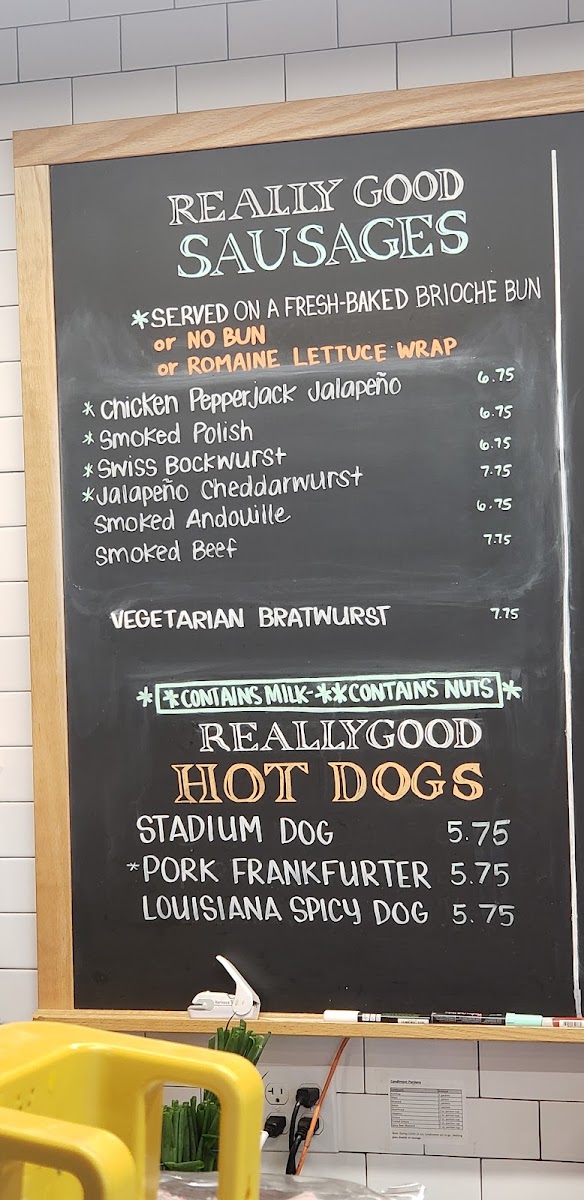 REALLY GOOD
SAUSAGES
*SERVED ON A FRESH-BAKED BRIOCHE BUN
or NO BUN
or ROMAINE LETTUCE WRAP
* Chicken Pepperjack Jalapeño 6.75
* Smoked Polish 6.75
* Swiss Bockwurst 6.75
* Jalapeño Cheddarwurst 7.75
Smoked Andouille 6.75
Smoked Beef 7.75
VEGETARIAN BRATWURST 7.75
* *CONTAINS MILK-**CONTAINS NUTS *
REALLY GOOD
HOT DOGS
STADIUM DOG 5.75
*PORK FRANKFURTER 5.75
LOUISIANA SPICY DOG 5.75